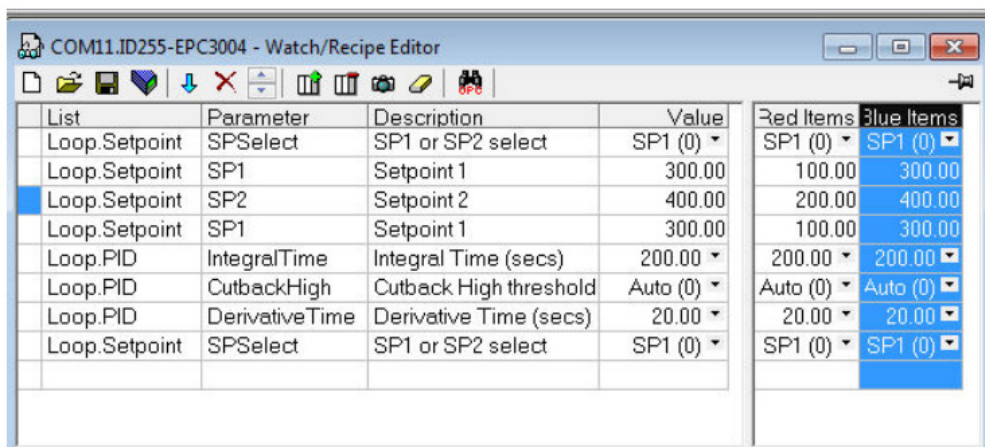 COM11.ID255-EPC3004 - Watch/Recipe Editor
OPC
List Parameter Description Value Red Items Blue Items
Loop.Setpoint SPSelect SP1 or SP2 select SP1 (0) SP1 (0) SP1 (0)
Loop.Setpoint SP1 Setpoint 1 300.00 100.00 300.00
Loop.Setpoint SP2 Setpoint 2 400.00 200.00 400.00
Loop.Setpoint SP1 Setpoint 1 300.00 100.00 300.00
Loop.PID IntegralTime Integral Time (secs) 200.00 200.00 200.00
Loop.PID CutbackHigh Cutback High threshold Auto (0) Auto (0) Auto (0)
Loop.PID DerivativeTime Derivative Time (secs) 20.00 20.00 20.00
Loop.Setpoint SPSelect SP1 or SP2 select SP1 (0) SP1 (0) SP1 (0)